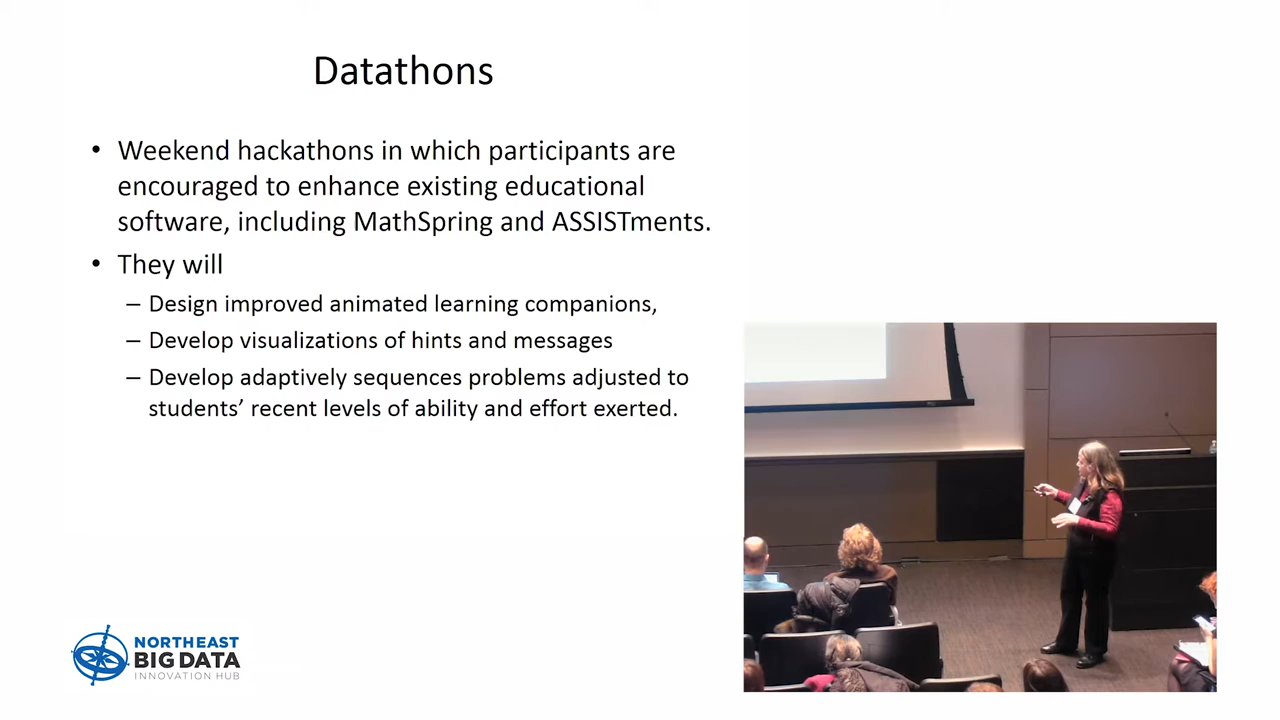 Datathons
• Weekend hackathons in which participants are
encouraged to enhance existing educational
software, including MathSpring and ASSISTments.
• They will
– Design improved animated learning companions,
– Develop visualizations of hints and messages
– Develop adaptively sequences problems adjusted to
students’ recent levels of ability and effort exerted.
NORTHEAST
BIG DATA
INNOVATION HUB